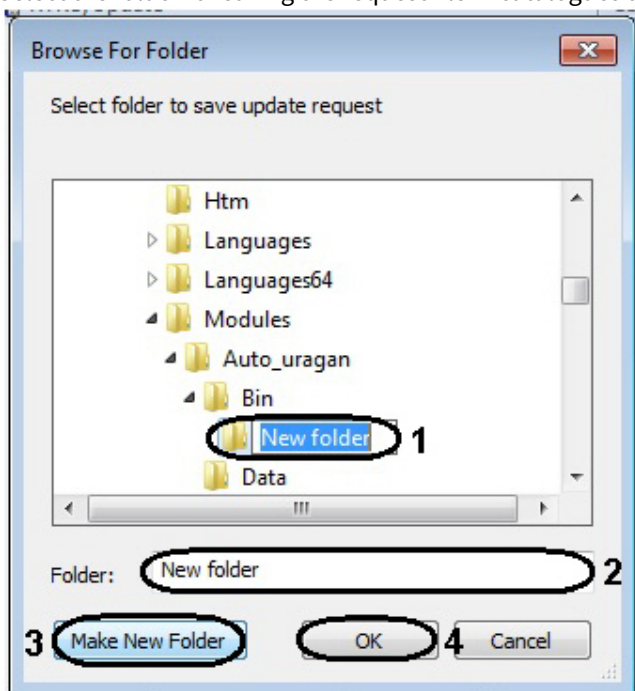 Browse For Folder
Select folder to save update request
Htm
Languages
Languages64
Modules
Auto_uragan
Bin
New folder 1
Data
Folder: New folder 2
3 Make New Folder OK 4 Cancel